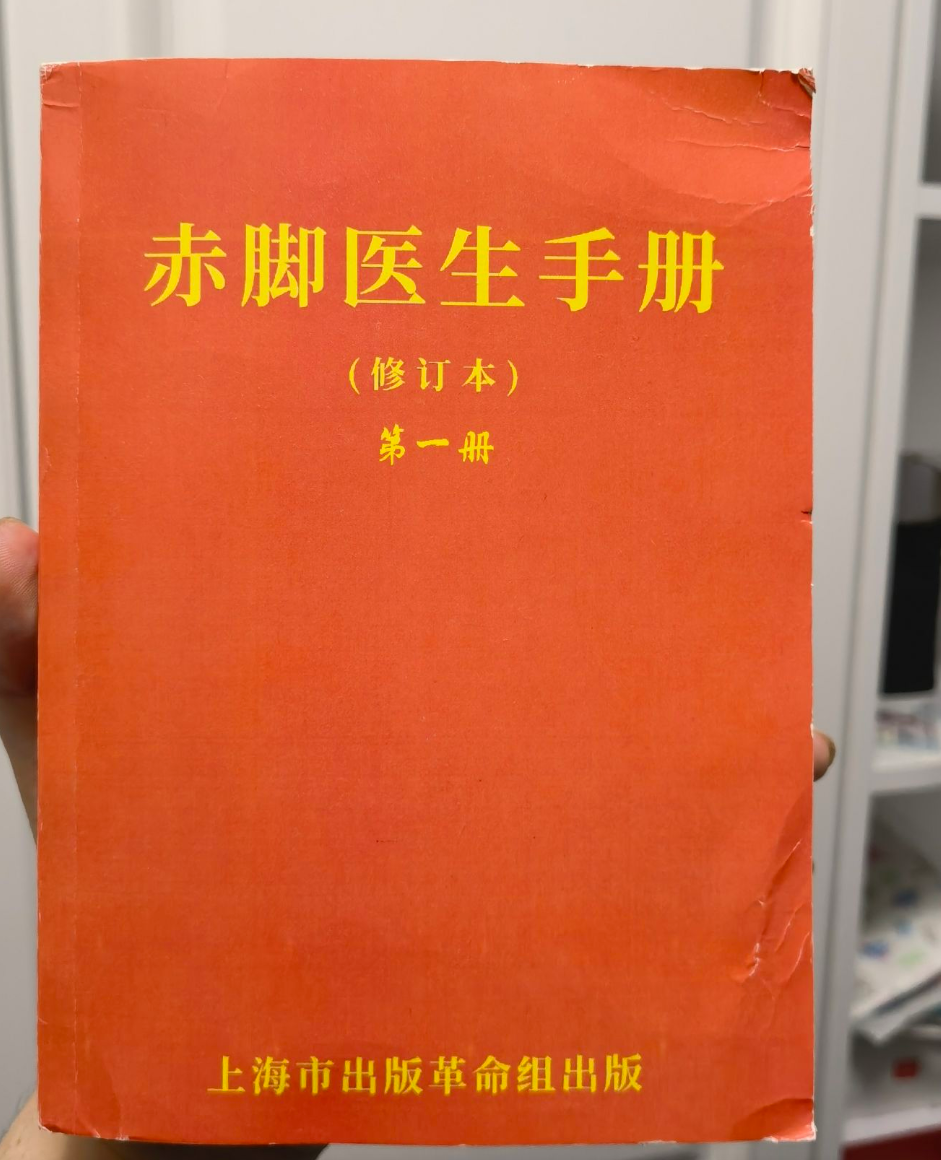 赤脚医生手册
(修订本)
第一册
上海市出版革命组出版